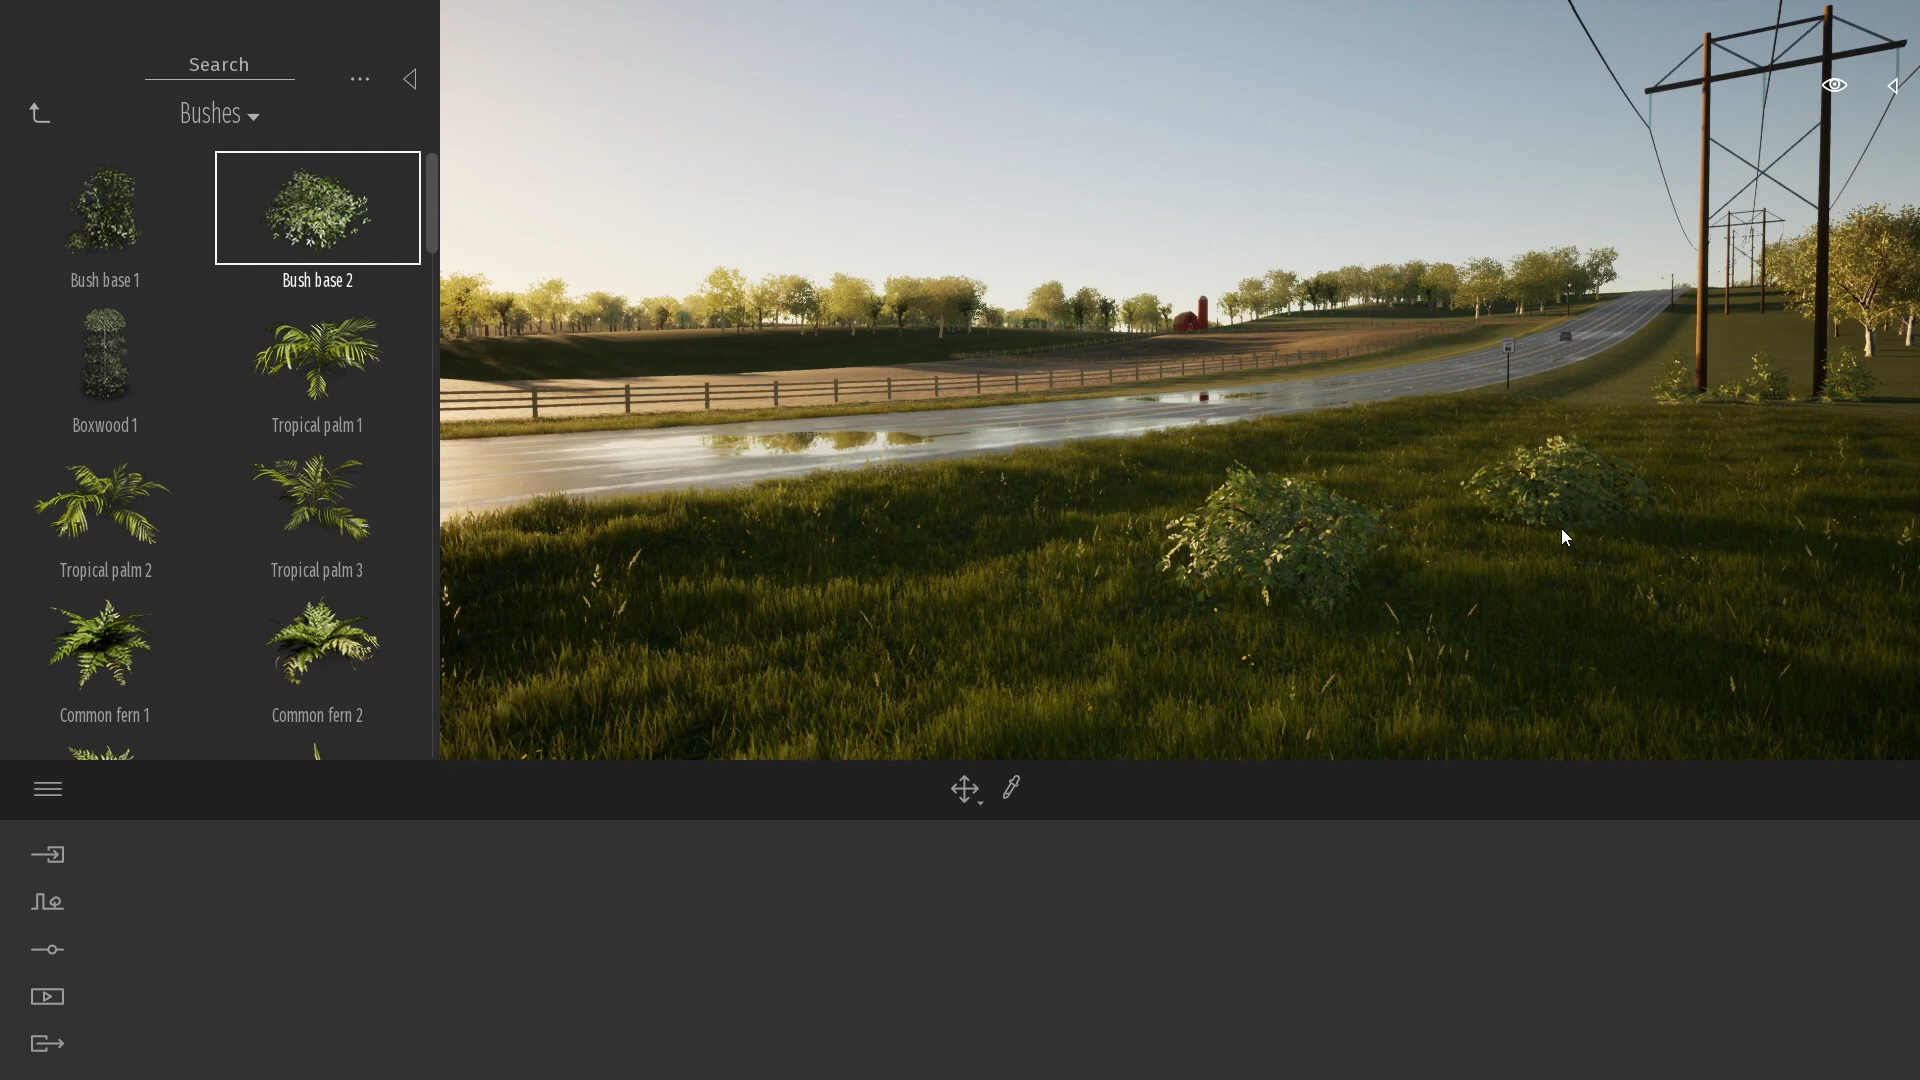 Search
Bushes
Bush base 1
Bush base 2
Boxwood 1
Tropical palm 1
Tropical palm 2
Tropical palm 3
Common fern 1
Common fern 2